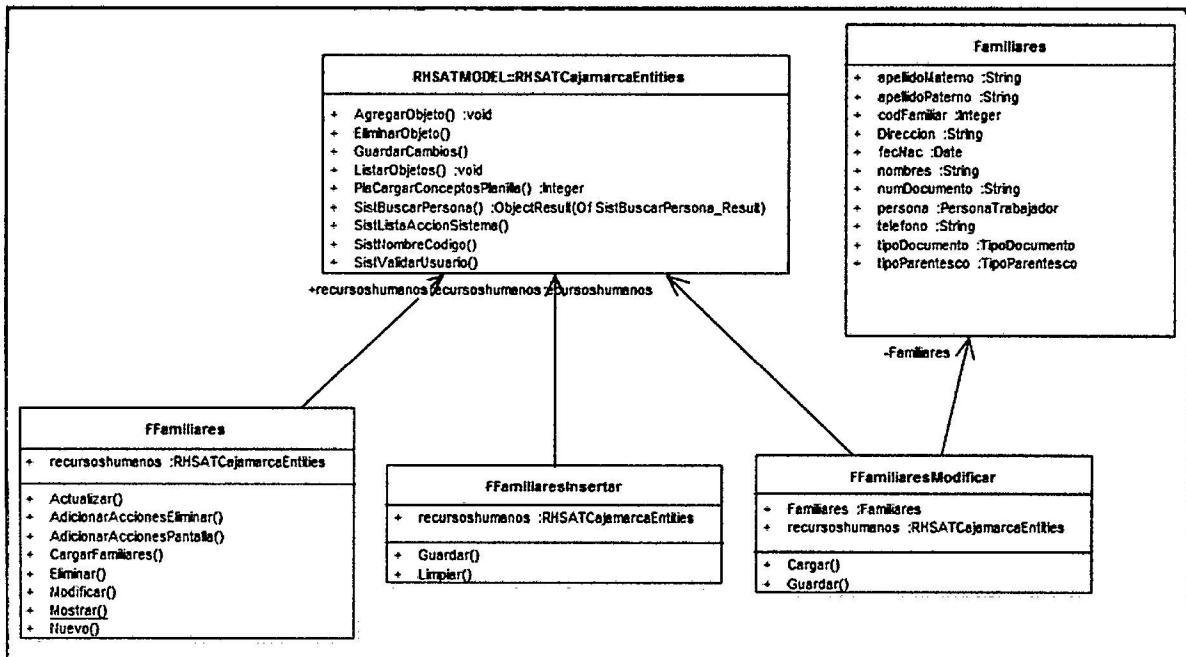 RHSATMODEL::RHSATCajamarcaEntities
+ AgregarObjeto() :void
+ EliminarObjeto()
+ GuardarCambios()
+ ListarObjetos() :void
+ PlaCargarConceptosPlanilla() :Integer
+ SistBuscarPersona() :ObjectResult(Of SistBuscarPersona_Result)
+ SistListaAccionSistema()
+ SistNombreCodigo()
+ SistValidarUsuario()
Familiares
+ apellidoMaterno :String
+ apellidoPaterno :String
+ codFamiliar :Integer
+ Direccion :String
+ fecNac :Date
+ nombres :String
+ numDocumento :String
+ persona :PersonaTrabajador
+ telefono :String
+ tipoDocumento :TipoDocumento
+ tipoParentesco :TipoParentesco
+recursoshumanos recursoshumanos recursoshumanos
-Familiares
FFamiliares
+ recursoshumanos :RHSATCajamarcaEntities
+ Actualizar()
+ AdicionarAccionesEliminar()
+ AdicionarAccionesPantalla()
+ CargarFamiliares()
+ Eliminar()
+ Modificar()
+ Mostrar()
+ Nuevo()
FFamiliaresInsertar
+ recursoshumanos :RHSATCajamarcaEntities
+ Guardar()
+ Limpiar()
FFamiliaresModificar
+ Familiares :Familiares
+ recursoshumanos :RHSATCajamarcaEntities
+ Cargar()
+ Guardar()